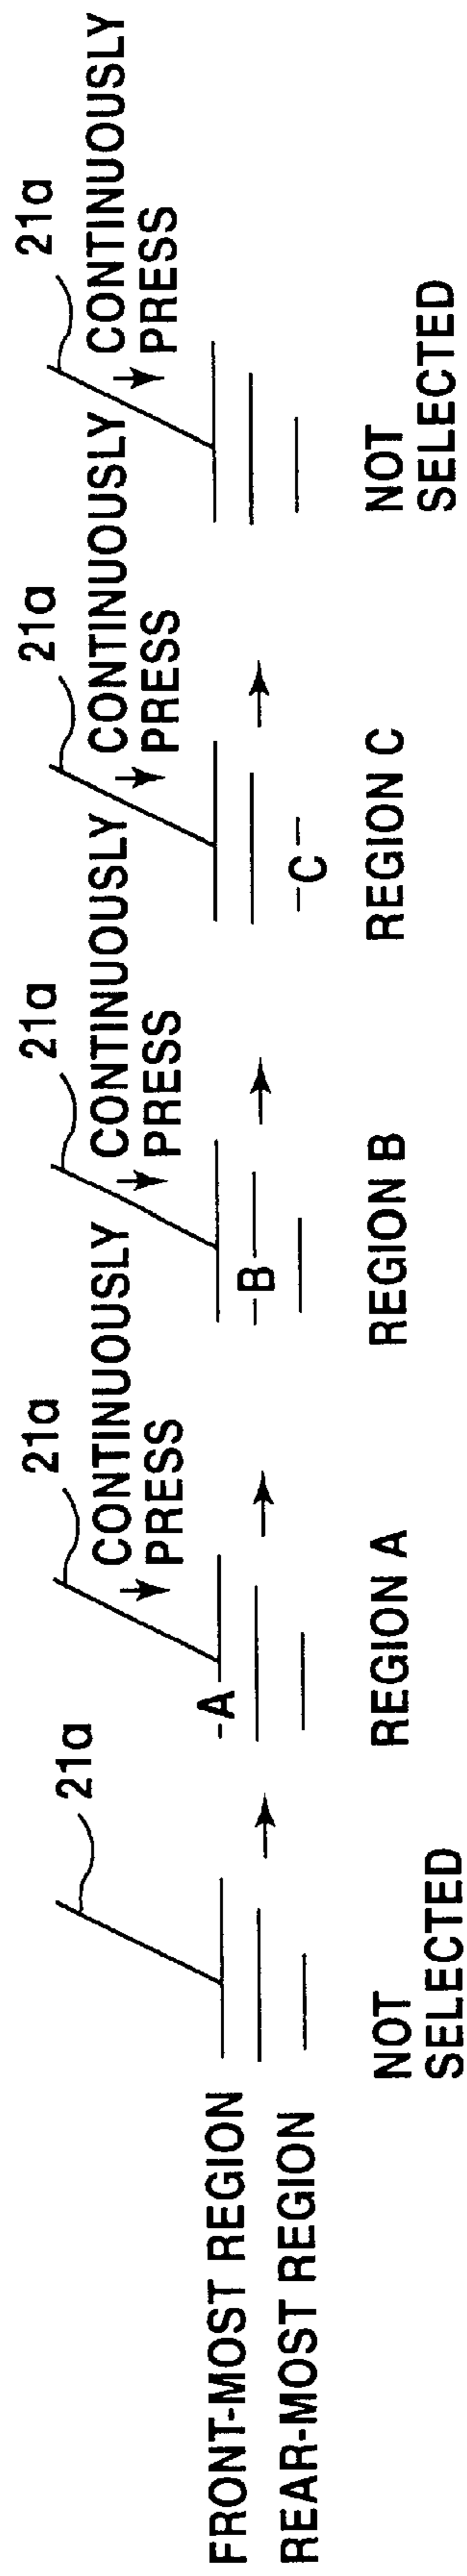 21a
21a
CONTINUOUSLY
PRESS
21a
CONTINUOUSLY
PRESS
21a
CONTINUOUSLY
PRESS
21a
CONTINUOUSLY
PRESS
FRONT-MOST REGION
REAR-MOST REGION
A
B
C
NOT
SELECTED
REGION A
REGION B
REGION C
NOT
SELECTED